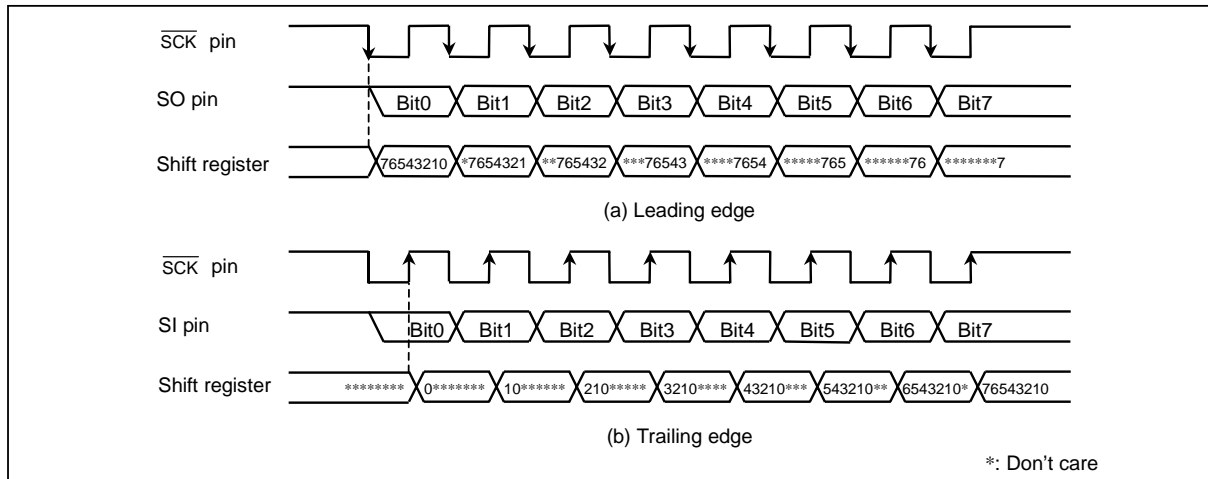 SCK pin
SO pin Bit0 Bit1 Bit2 Bit3 Bit4 Bit5 Bit6 Bit7
Shift register 76543210 *7654321 **765432 ***76543 ****7654 *****765 ******76 *******7
(a) Leading edge
SCK pin
SI pin Bit0 Bit1 Bit2 Bit3 Bit4 Bit5 Bit6 Bit7
Shift register ******** 0******* 10****** 210***** 3210**** 43210*** 543210** 6543210* 76543210
(b) Trailing edge
*: Don't care